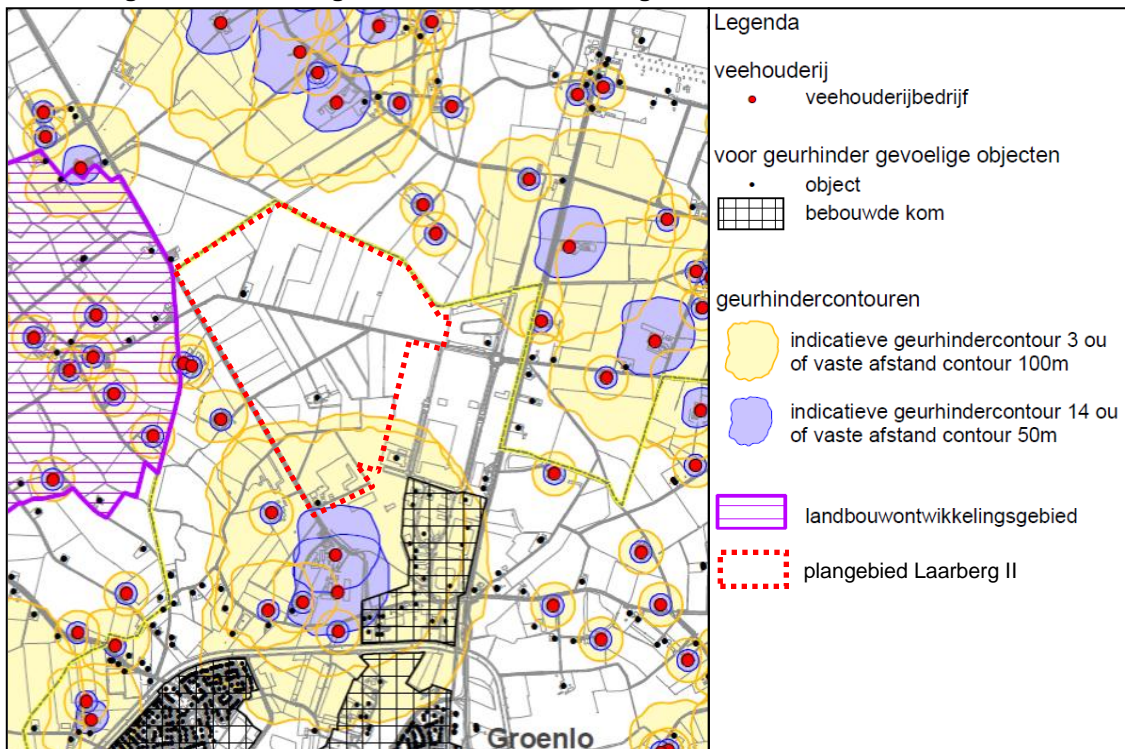 Legenda
veehouderij
veehouderijbedrijf
voor geurhinder gevoelige objecten
object
bebouwde kom
geurhindercontouren
indicatieve geurhindercontour 3 ou
of vaste afstand contour 100m
indicatieve geurhindercontour 14 ou
of vaste afstand contour 50m
landbouwontwikkelingsgebied
plangebied Laarberg II
Groenlo